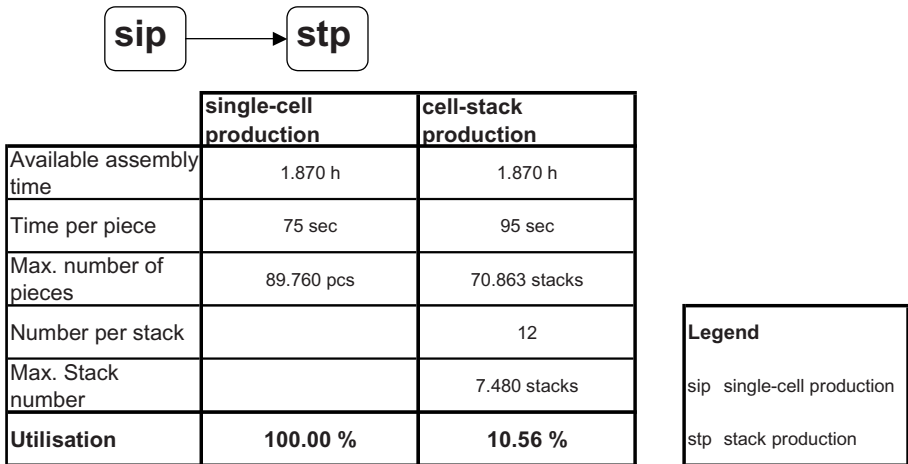 sip stp
single-cell cell-stack
production production
Available assembly
time 1.870 h 1.870 h
Time per piece 75 sec 95 sec
Max. number of
pieces 89.760 pcs 70.863 stacks
Number per stack 12
Max. Stack
number 7.480 stacks
Utilisation 100.00 % 10.56 %
Legend
sip single-cell production
stp stack production